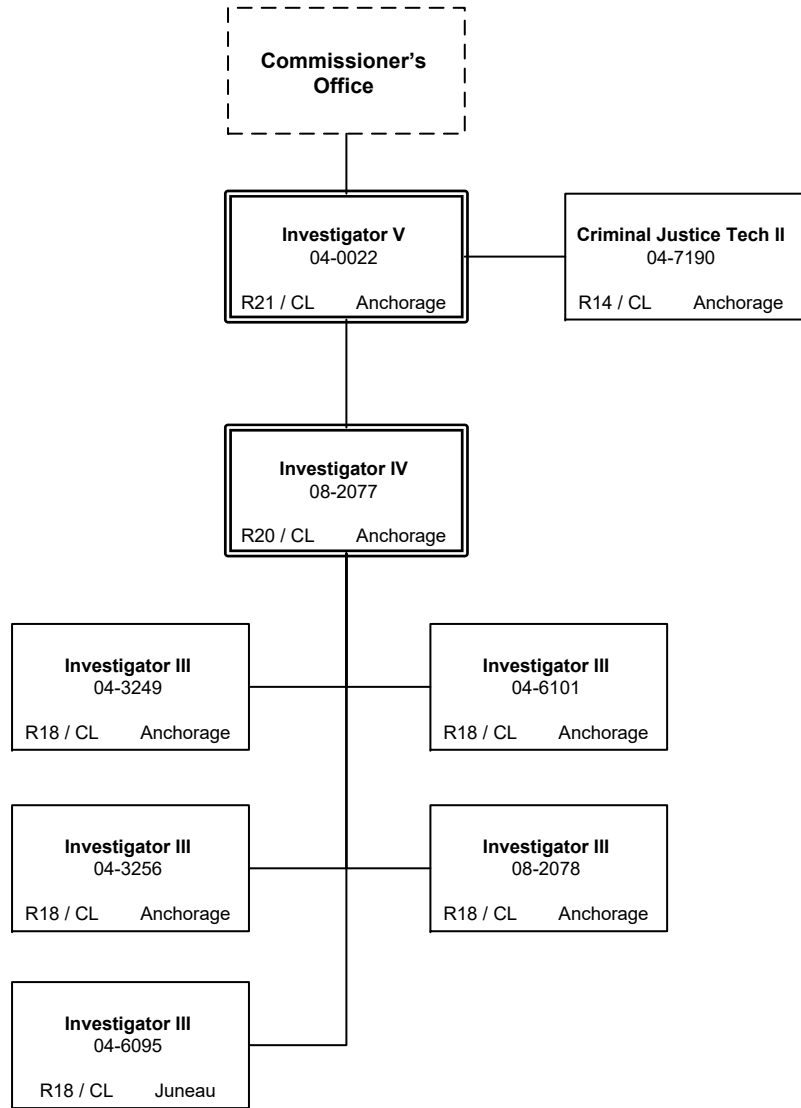 Commissioner’s
Office
Investigator V
04-0022
R21 / CL Anchorage
Criminal Justice Tech II
04-7190
R14 / CL Anchorage
Investigator IV
08-2077
R20 / CL Anchorage
Investigator III
04-3249
R18 / CL Anchorage
Investigator III
04-6101
R18 / CL Anchorage
Investigator III
04-3256
R18 / CL Anchorage
Investigator III
08-2078
R18 / CL Anchorage
Investigator III
04-6095
R18 / CL Juneau